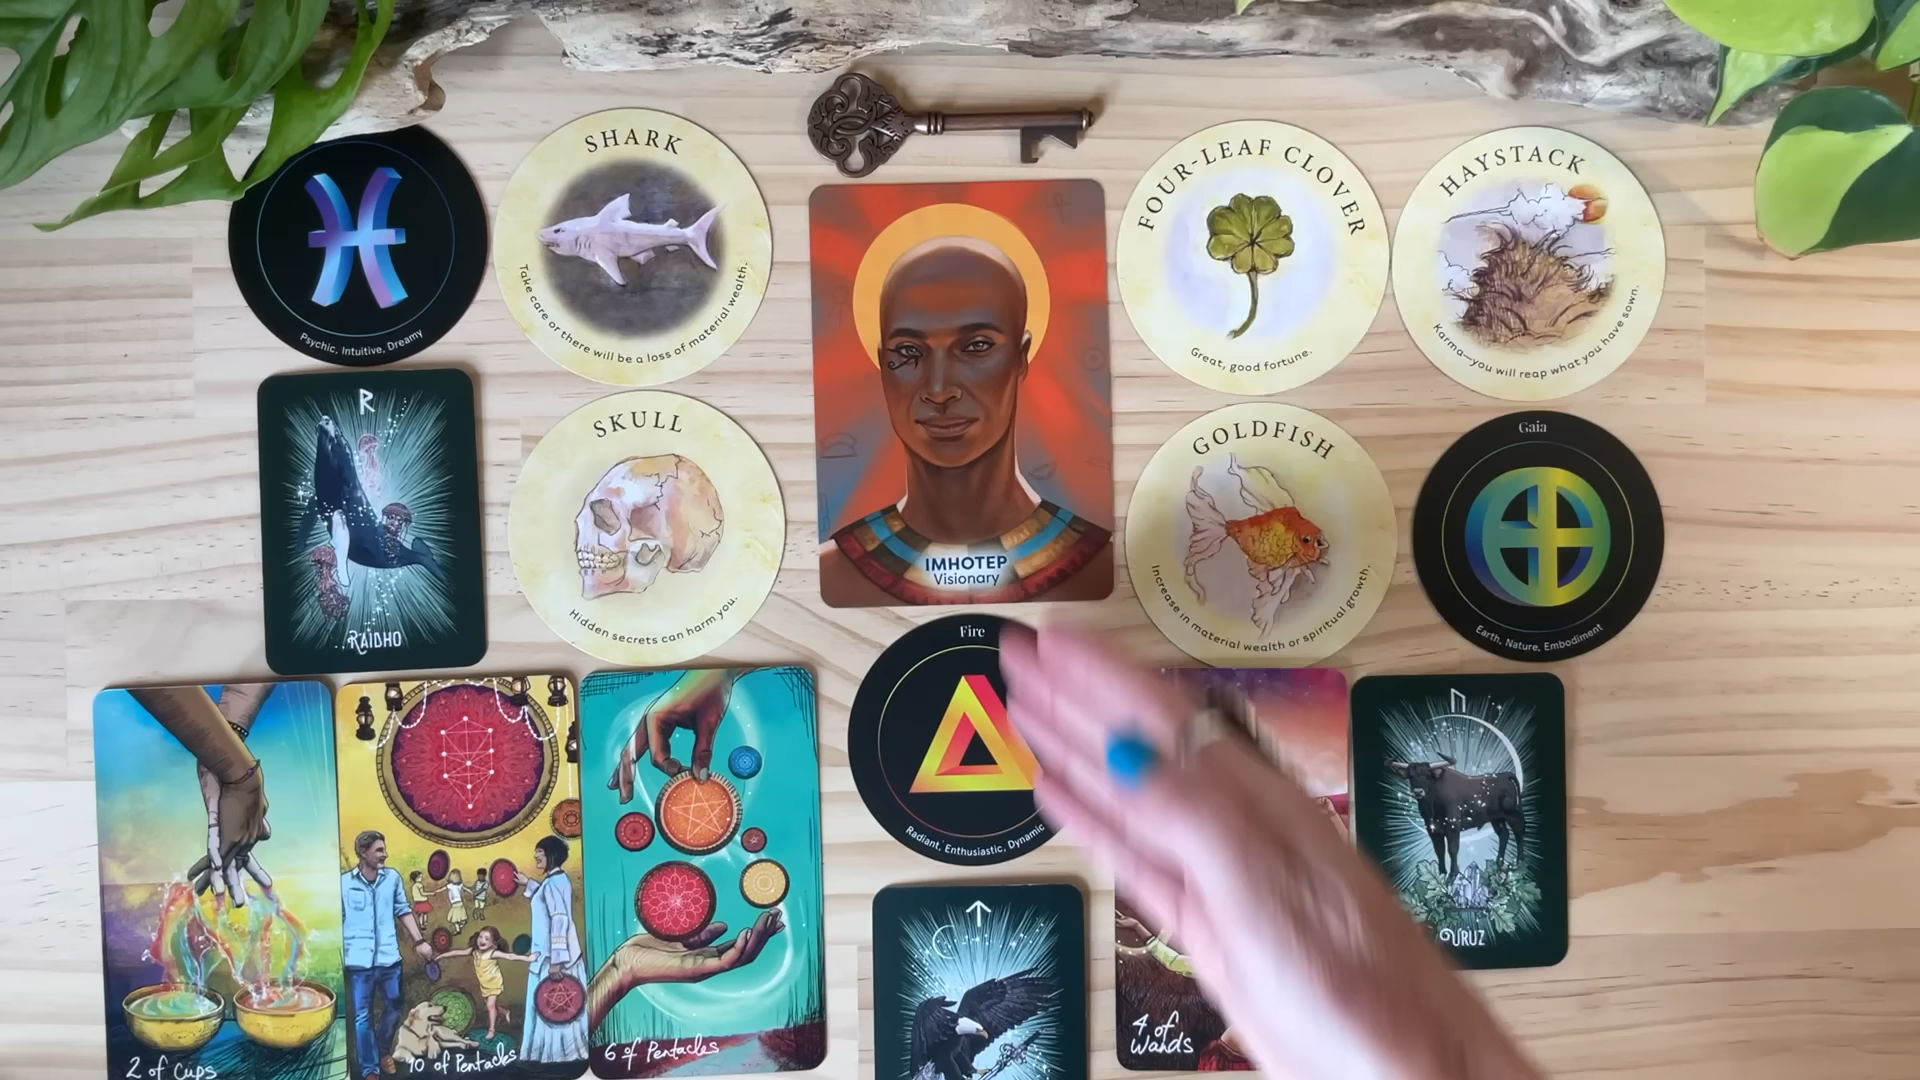 Psychic, Intuitive, Dreamy
SHARK
Take care or there will be a loss of material wealth.
FOUR-LEAF CLOVER
Great, good fortune.
HAYSTACK
Karma—you will reap what you have sown.
IMHOTEP
Visionary
R
RAIDHO
SKULL
Hidden secrets can harm you.
GOLDFISH
Increase in material wealth or spiritual growth.
Gaia
Earth, Nature, Embodiment
Fire
Radiant, Enthusiastic, Dynamic
URUZ
2 of Cups
10 of Pentacles
6 of Pentacles
4 of
Wands